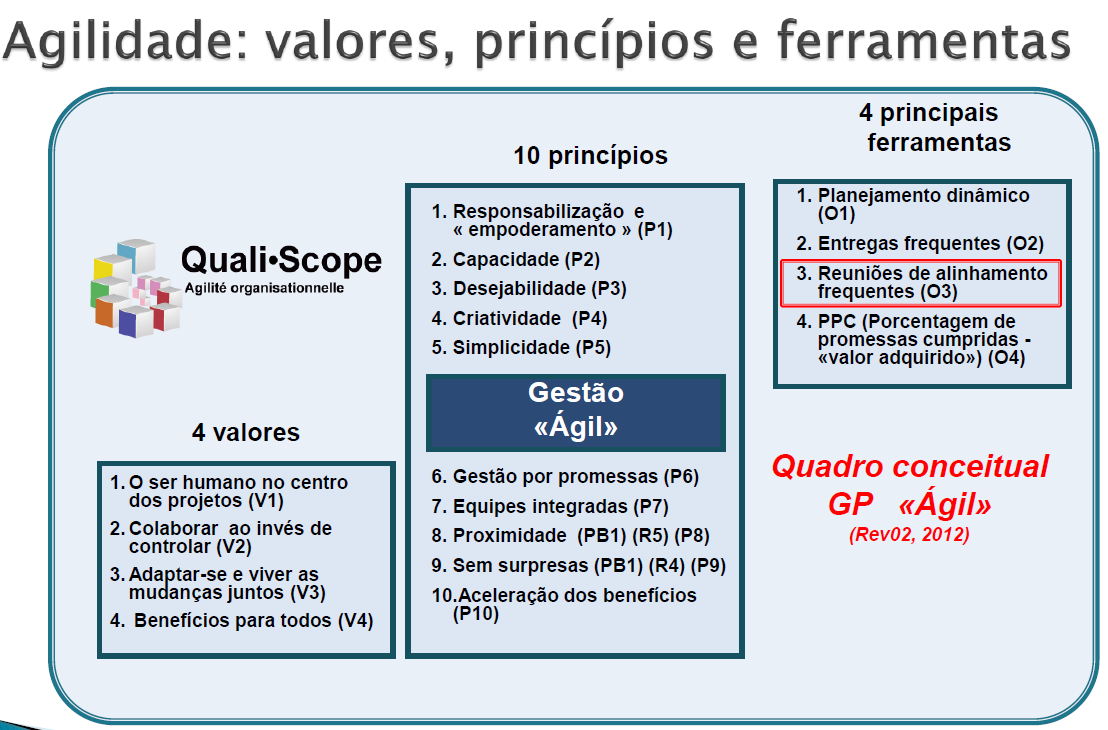 Agilidade: valores, princípios e ferramentas
Quali•Scope
Agilité organisationnelle
4 valores
1. O ser humano no centro
dos projetos (V1)
2. Colaborar ao invés de
controlar (V2)
3. Adaptar-se e viver as
mudanças juntos (V3)
4. Benefícios para todos (V4)
10 princípios
1. Responsabilização e
« empoderamento » (P1)
2. Capacidade (P2)
3. Desejabilidade (P3)
4. Criatividade (P4)
5. Simplicidade (P5)
Gestão
«Ágil»
6. Gestão por promessas (P6)
7. Equipes integradas (P7)
8. Proximidade (PB1) (R5) (P8)
9. Sem surpresas (PB1) (R4) (P9)
10.Aceleração dos benefícios
(P10)
4 principais
ferramentas
1. Planejamento dinâmico
(O1)
2. Entregas frequentes (O2)
3. Reuniões de alinhamento
frequentes (O3)
4. PPC (Porcentagem de
promessas cumpridas -
«valor adquirido») (O4)
Quadro conceitual
GP «Ágil»
(Rev02, 2012)